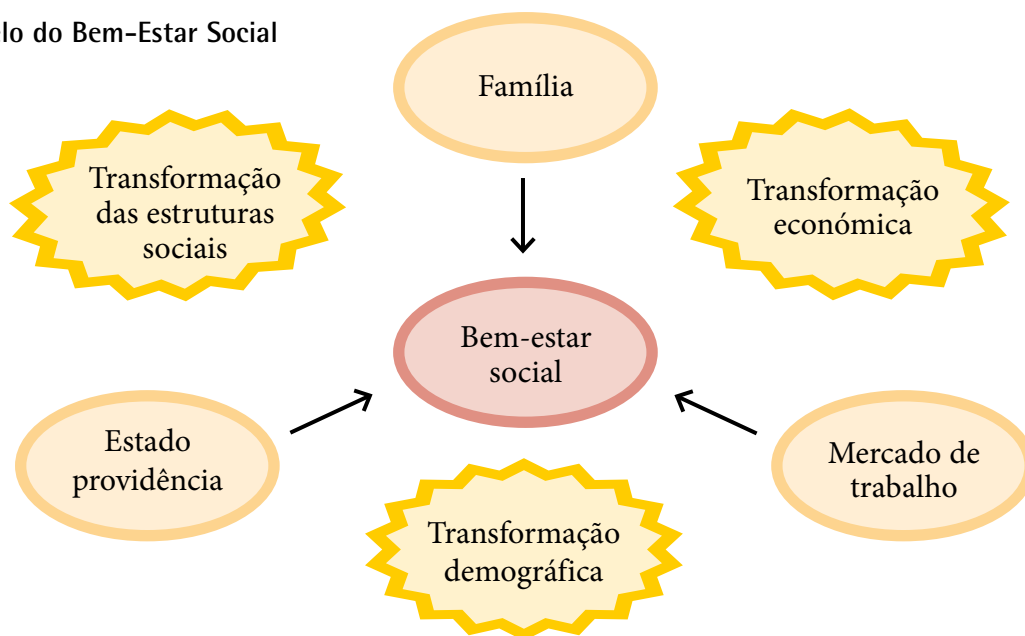 elo do Bem-Estar Social
Família
Transformação
das estruturas
sociais
Transformação
económica
Bem-estar
social
Estado
providência
Mercado de
trabalho
Transformação
demográfica